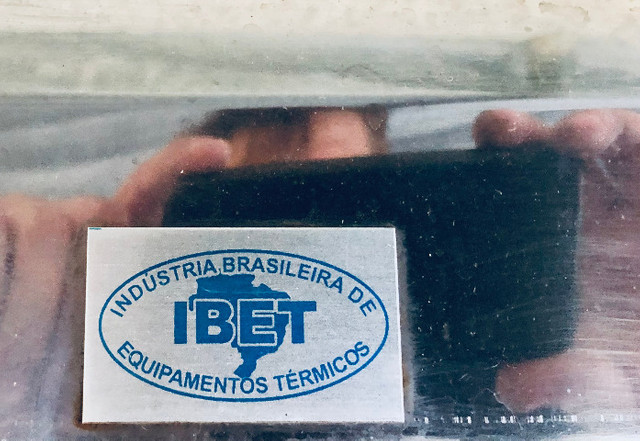 INDÚSTRIA BRASILEIRA DE
IBET
EQUIPAMENTOS TÉRMICOS